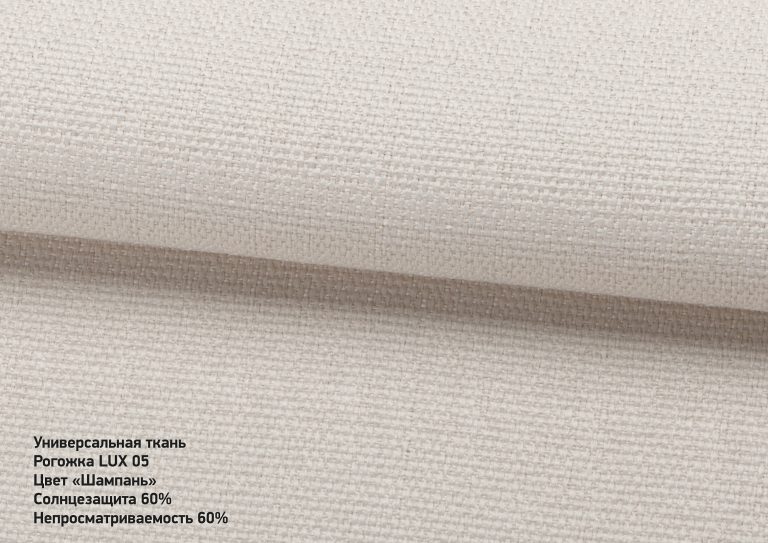 Универсальная ткань
Рогожка LUX 05
Цвет «Шампань»
Солнцезащита 60%
Непросматриваемость 60%